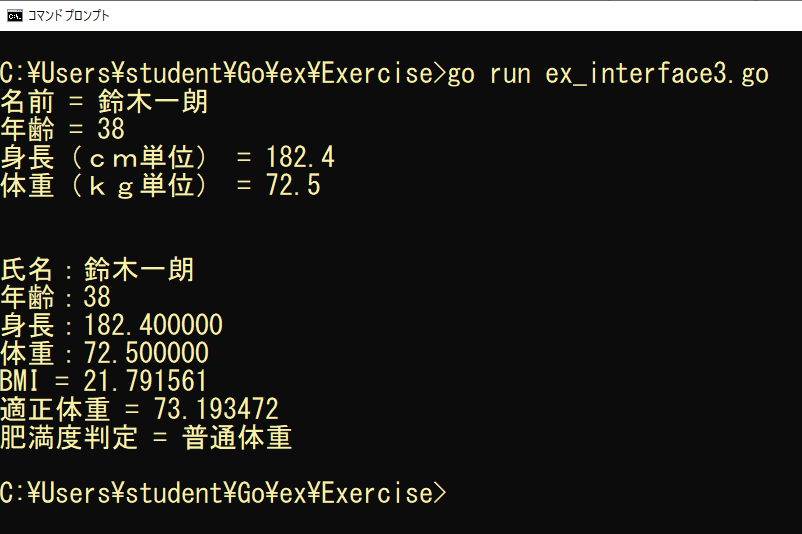 コマンドプロンプト
C:¥Users¥student¥Go¥ex¥Exercise>go run ex_interface3.go
名前 = 鈴木一朗
年齢 = 38
身長（ｃｍ単位） = 182.4
体重（ｋｇ単位） = 72.5
氏名：鈴木一朗
年齢：38
身長：182.400000
体重：72.500000
BMI = 21.791561
適正体重 = 73.193472
肥満度判定 = 普通体重
C:¥Users¥student¥Go¥ex¥Exercise>